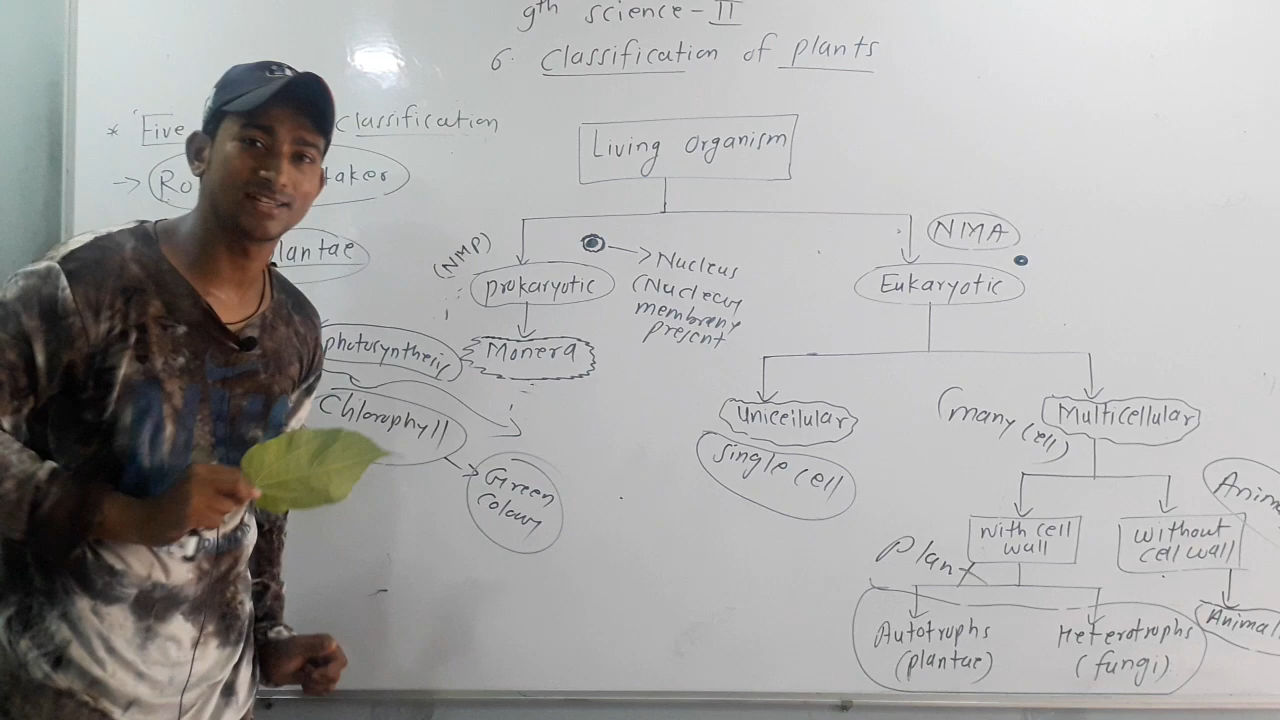 9th science - II
6. Classification of plants
* Five Classification
→ Ro taker
lantae
photosynthesis
Chlorophyll
Green
colour
Living Organism
(NMP)
prokaryotic
Monera
Nucleus
(Nuclear
membrane
present
NMA
Eukaryotic
Unicellular
single cell
(many cell)
Multicellular
with cell
wall
without
cell wall
Plant
Autotrophs
(plantae)
Heterotrophs
(fungi)
Anima
Animal